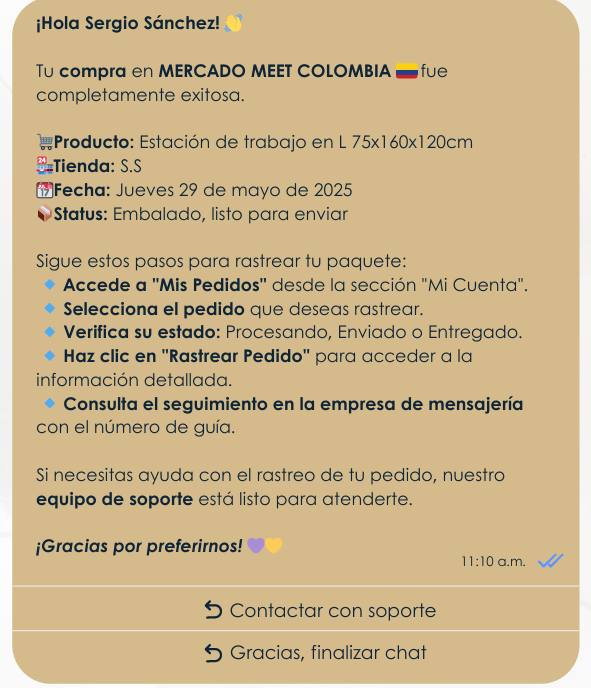 ¡Hola Sergio Sánchez! 👏
Tu compra en MERCADO MEET COLOMBIA 🇨🇴 fue
completamente exitosa.
🛒Producto: Estación de trabajo en L 75x160x120cm
🏪Tienda: S.S
📅Fecha: Jueves 29 de mayo de 2025
📦Status: Embalado, listo para enviar
Sigue estos pasos para rastrear tu paquete:
🔹 Accede a "Mis Pedidos" desde la sección "Mi Cuenta".
🔹 Selecciona el pedido que deseas rastrear.
🔹 Verifica su estado: Procesando, Enviado o Entregado.
🔹 Haz clic en "Rastrear Pedido" para acceder a la
información detallada.
🔹 Consulta el seguimiento en la empresa de mensajería
con el número de guía.
Si necesitas ayuda con el rastreo de tu pedido, nuestro
equipo de soporte está listo para atenderte.
¡Gracias por preferirnos! 💜💛
11:10 a.m.
Contactar con soporte
Gracias, finalizar chat